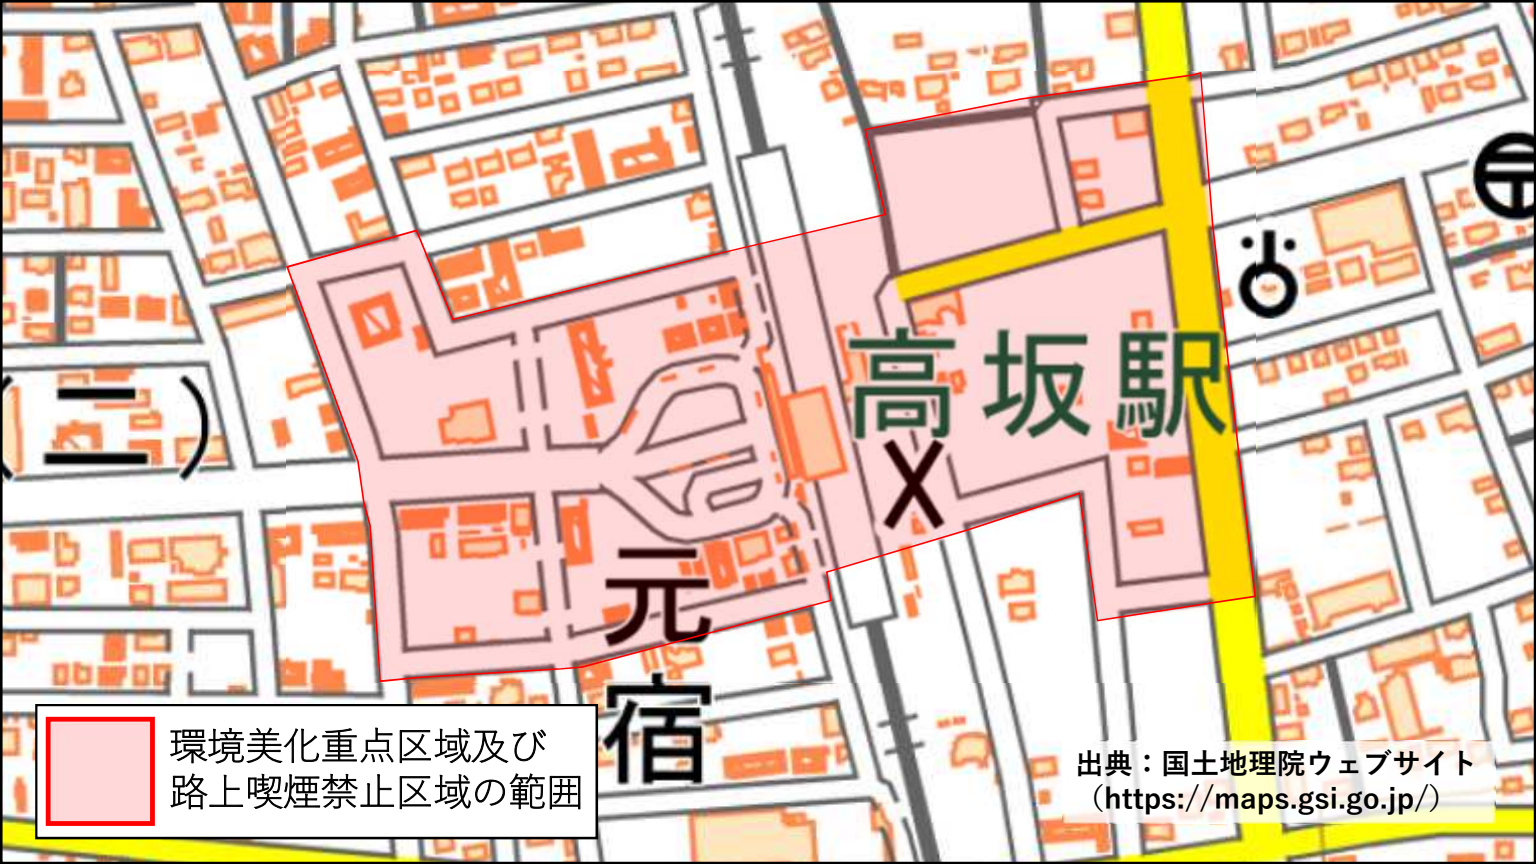 高坂駅
（二）
元宿
環境美化重点区域及び
路上喫煙禁止区域の範囲
出典：国土地理院ウェブサイト
（https://maps.gsi.go.jp/）